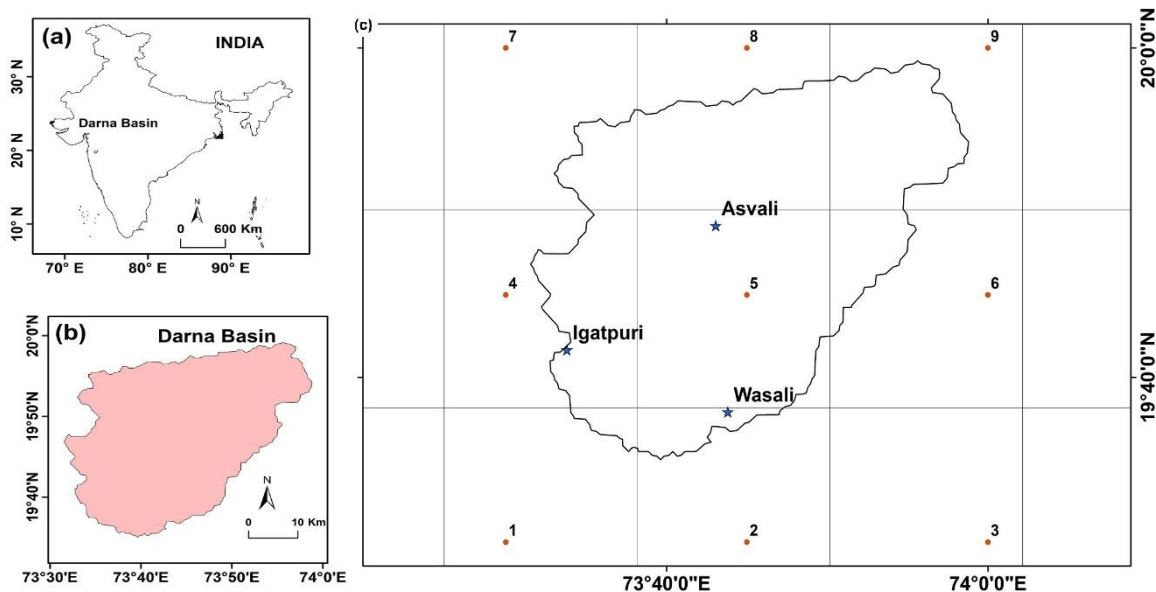 (a)
INDIA
30° N
20° N
10° N
Darna Basin
N
0 600 Km
70° E 80° E 90° E
(b)
Darna Basin
20°0'N
19°50'N
19°40'N
N
0 10 Km
73°30'E 73°40'E 73°50'E 74°0'E
(c)
7 8 9
20°0'0"N
Asvali
4 5 6
Igatpuri
19°40'0"N
Wasali
1 2 3
73°40'0"E 74°0'0"E